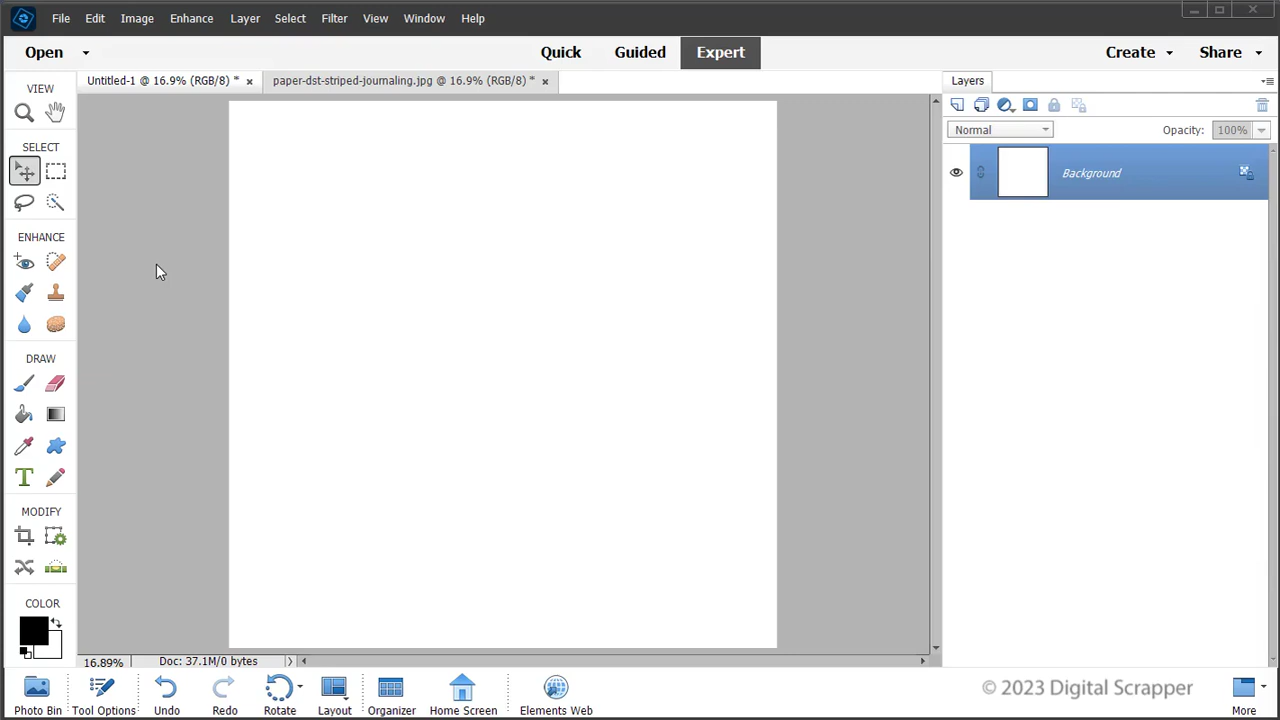 File Edit Image Enhance Layer Select Filter View Window Help
Open Quick Guided Expert Create Share
VIEW Untitled-1 @ 16.9% (RGB/8) * × paper-dst-striped-journaling.jpg @ 16.9% (RGB/8) * × Layers
Normal Opacity: 100%
SELECT
Background
ENHANCE
DRAW
T
MODIFY
COLOR
16.89% Doc: 37.1M/0 bytes
Photo Bin Tool Options Undo Redo Rotate Layout Organizer Home Screen Elements Web © 2023 Digital Scrapper More